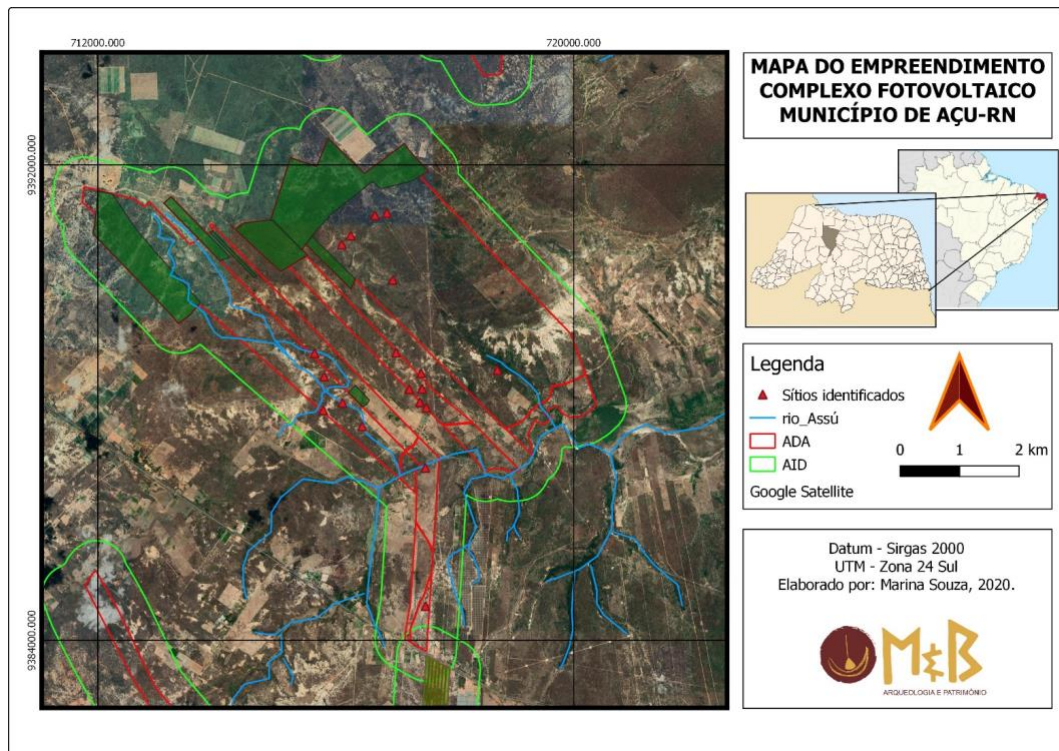 712000.000
720000.000
9392000.000
9384000.000
MAPA DO EMPREENDIMENTO
COMPLEXO FOTOVOLTAICO
MUNICÍPIO DE AÇU-RN
Legenda
Sítios identificados
rio_Assú
ADA
AID
Google Satellite
0 1 2 km
Datum - Sirgas 2000
UTM - Zona 24 Sul
Elaborado por: Marina Souza, 2020.
M&B
ARQUEOLOGIA E PATRIMÔNIO